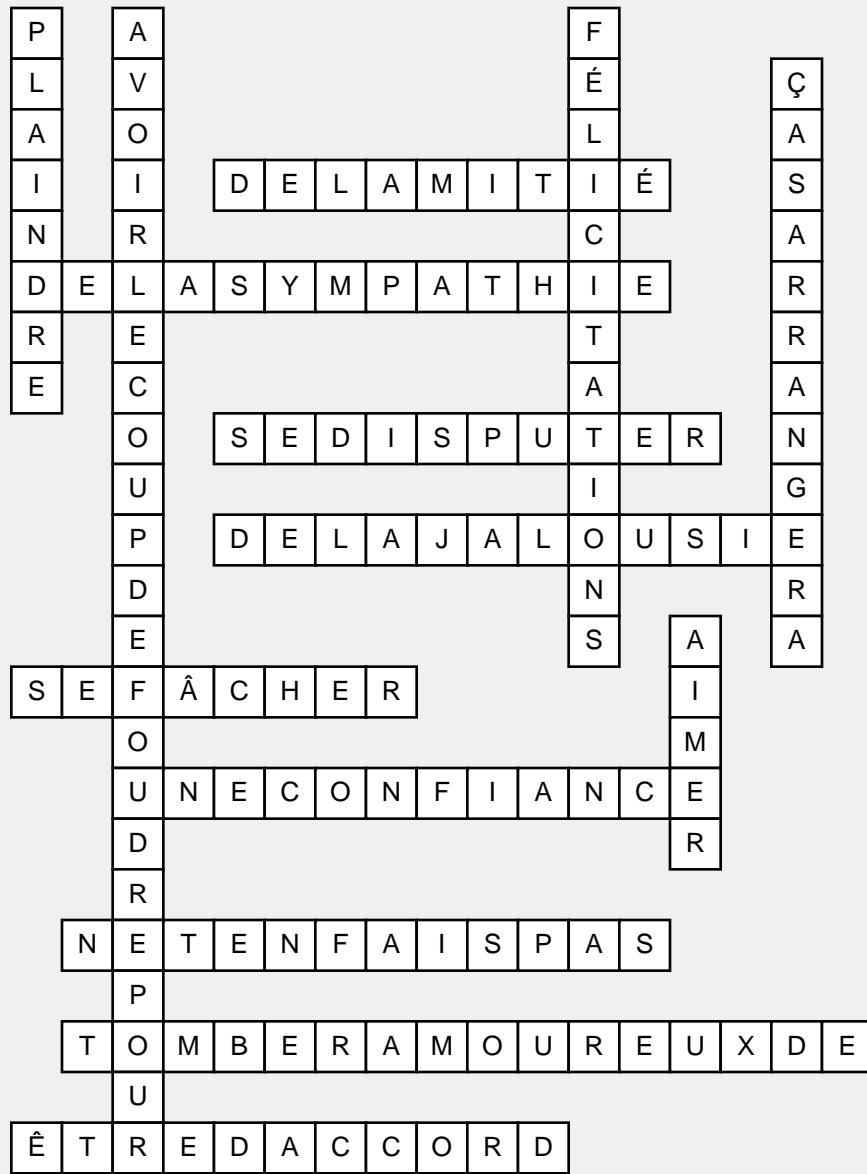 PLAINDRE
AVOIRLECOUPDEFOUDREPOUR
FÉLICITATIONS
ÇASARRANGERA
DELAMITIÉ
DELASYMPATHIE
SEDISPUTER
DELAJALOUSIE
AIMER
SEFÂCHER
UNECONFIANCE
NETENFAISPAS
TOMBERAMOUREUXDE
ÊTREDACCORD